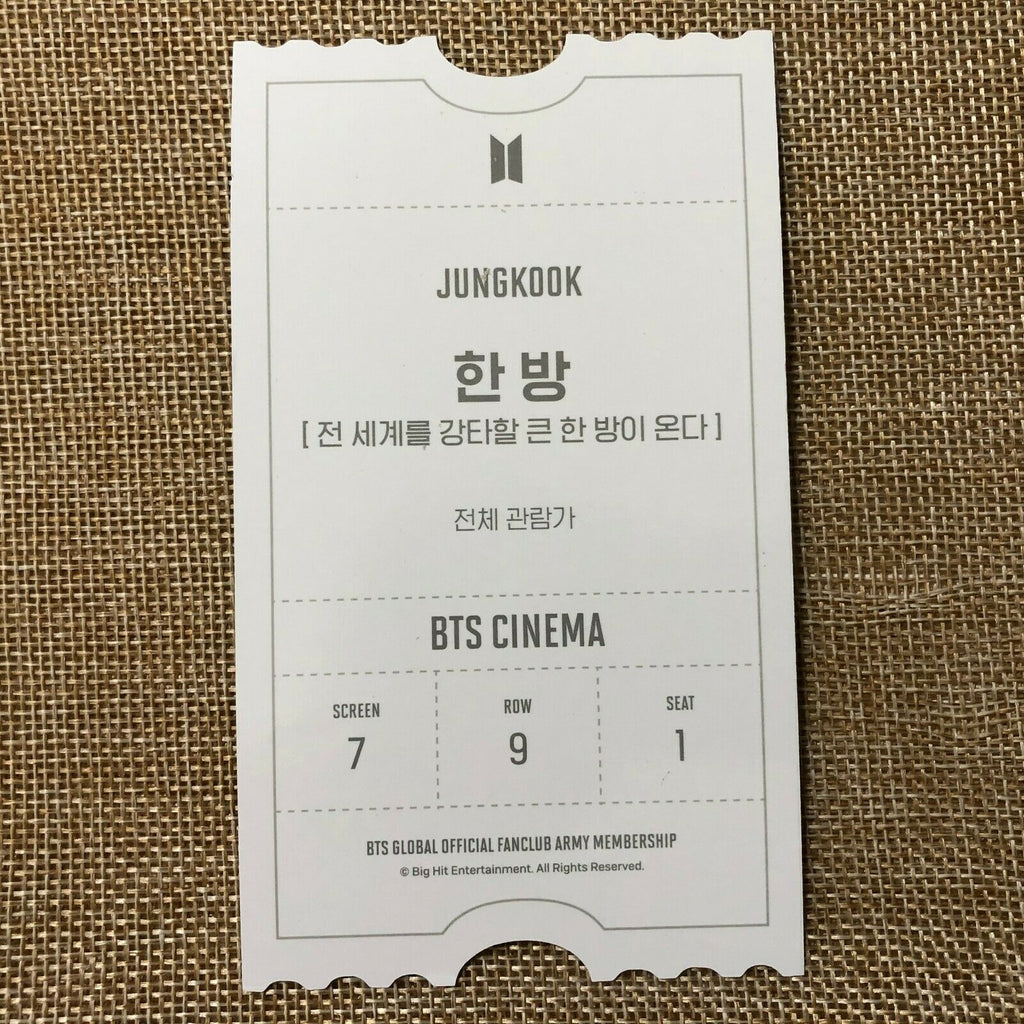 JUNGKOOK
한 방
[ 전 세계를 강타할 큰 한 방이 온다 ]
전체 관람가
BTS CINEMA
SCREEN ROW SEAT
7 9 1
BTS GLOBAL OFFICIAL FANCLUB ARMY MEMBERSHIP
© Big Hit Entertainment. All Rights Reserved.